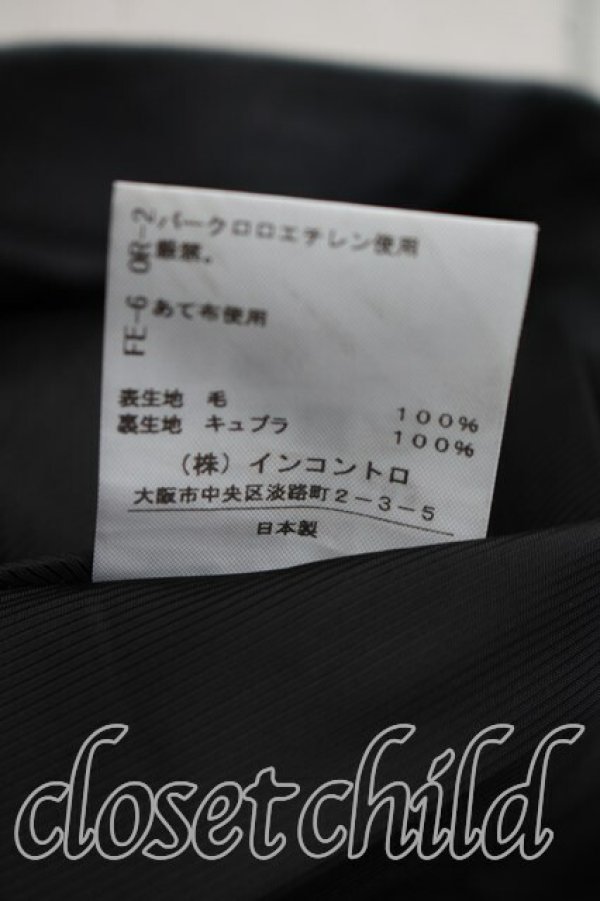 OR-2
パークロロエチレン使用
厳禁。
FE-6
あて布使用
表生地 毛 100%
裏生地 キュプラ 100%
(株)インコントロ
大阪市中央区淡路町2-3-5
日本製
closet child